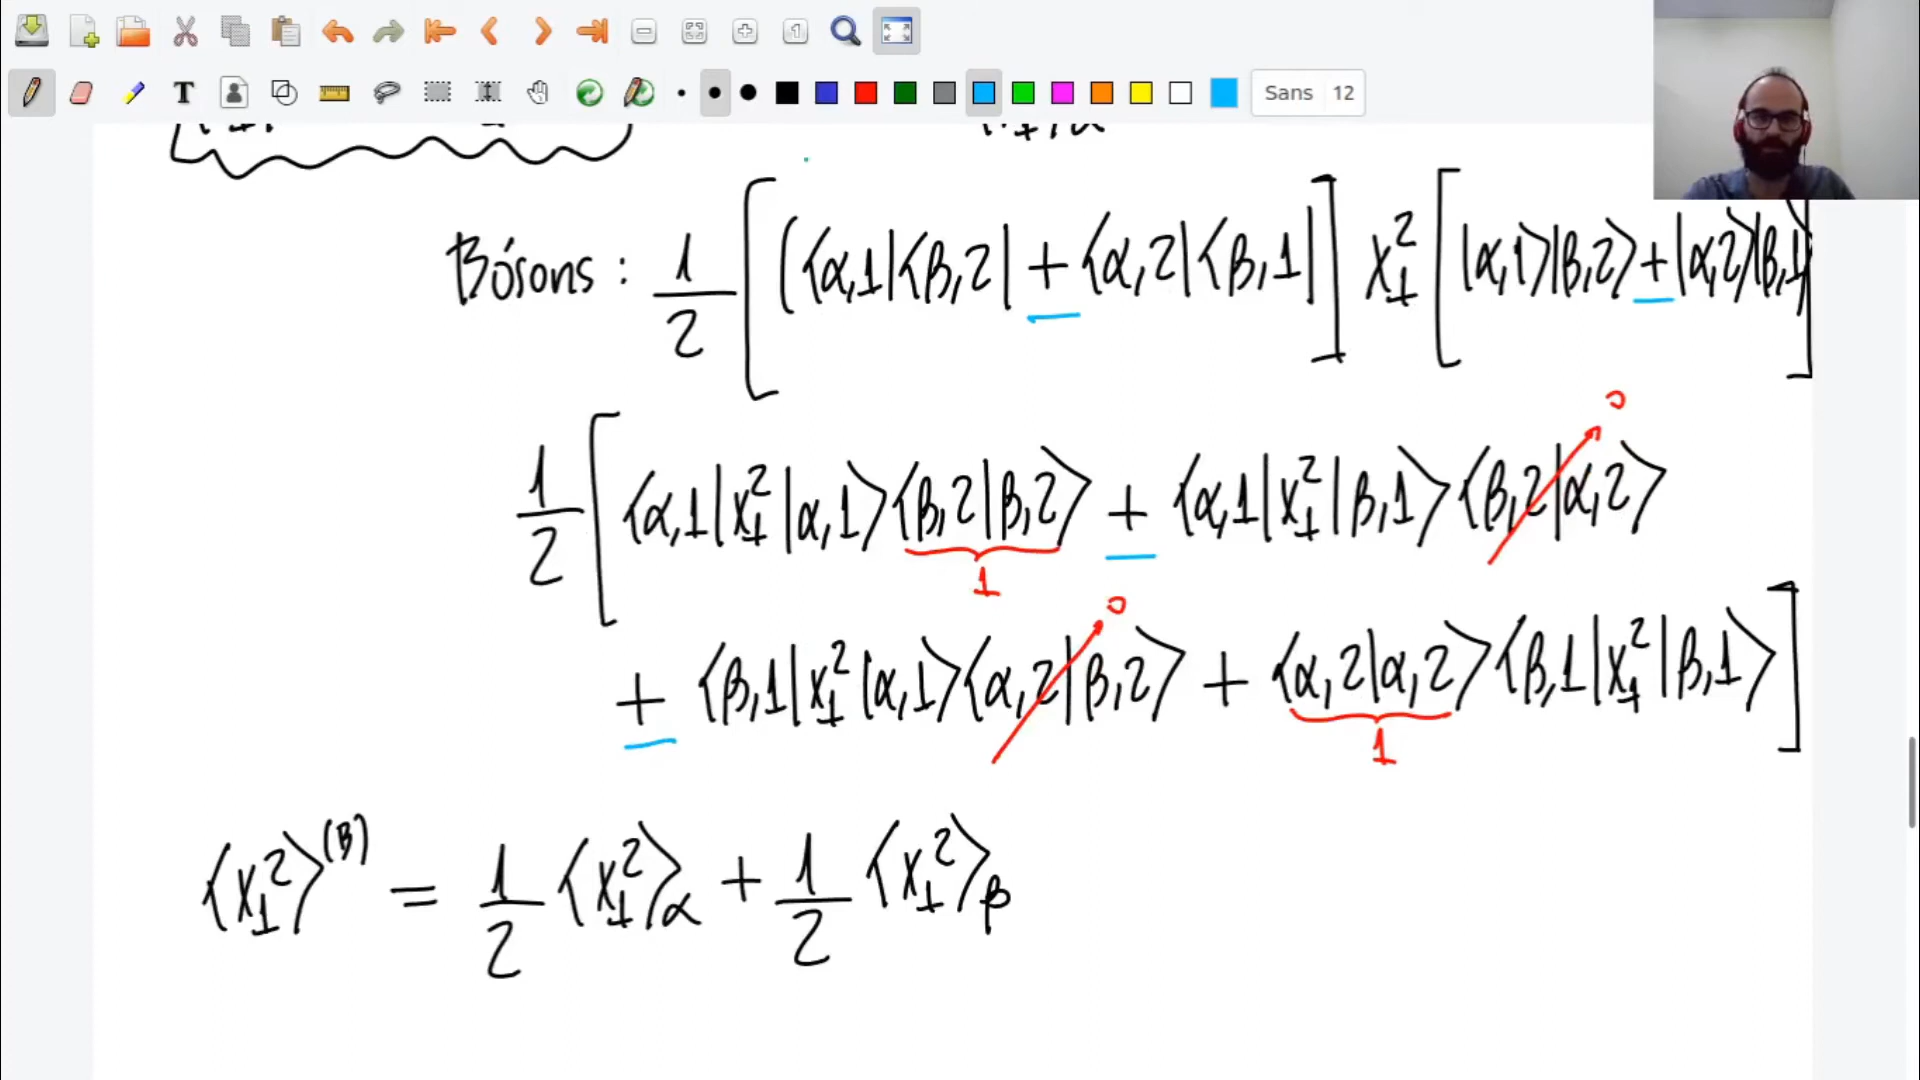 T Sans 12
Bósons : 1/2 [(⟨α,1|⟨β,2| + ⟨α,2|⟨β,1|] x₁² [|α,1⟩|β,2⟩ + |α,2⟩|β,1⟩]
1/2 [⟨α,1|x₁²|α,1⟩⟨β,2|β,2⟩ + ⟨α,1|x₁²|β,1⟩⟨β,2|α,2⟩ 0
1
+ ⟨β,1|x₁²|α,1⟩⟨α,2|β,2⟩ 0 + ⟨α,2|α,2⟩⟨β,1|x₁²|β,1⟩]
1
⟨x₁²⟩⁽ᴮ⁾ = 1/2 ⟨x₁²⟩α + 1/2 ⟨x₁²⟩β